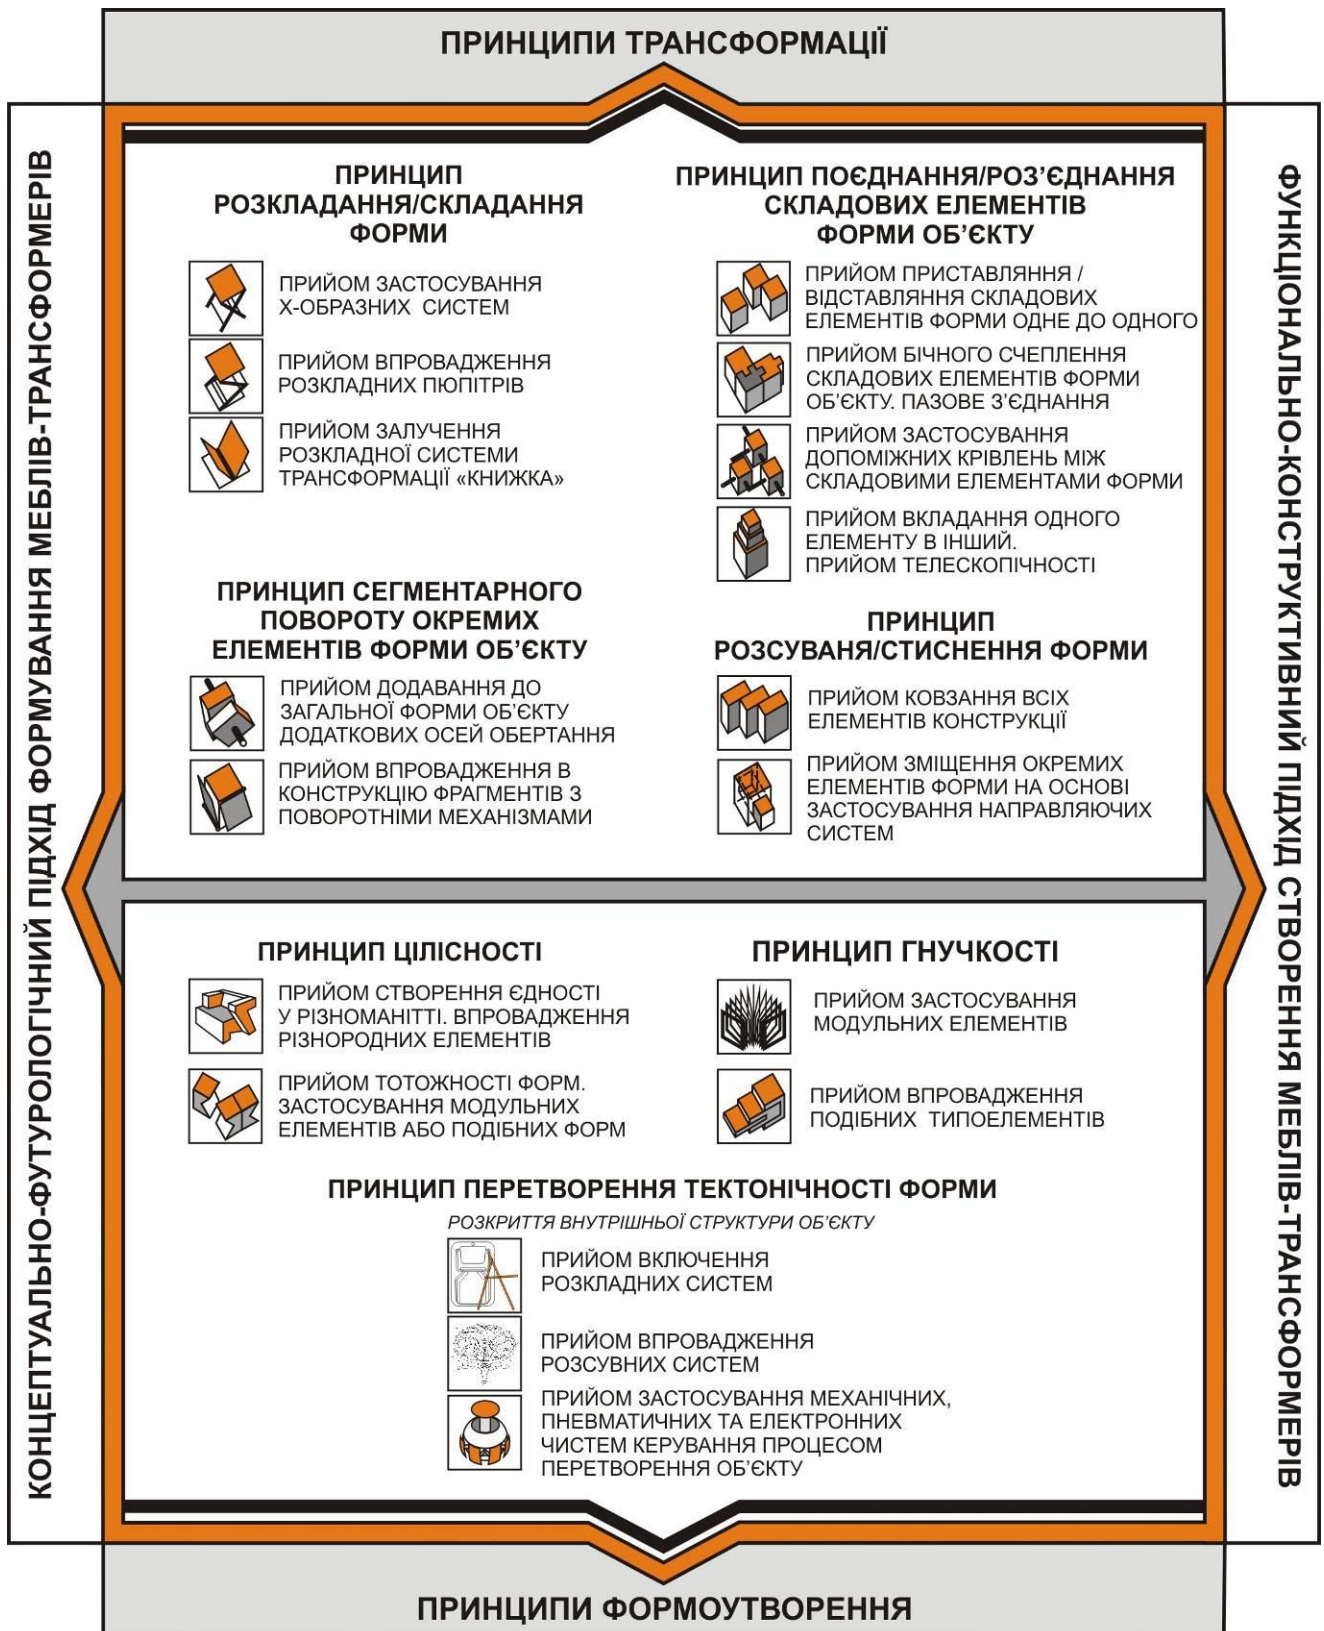 ПРИНЦИПИ ТРАНСФОРМАЦІЇ
КОНЦЕПТУАЛЬНО-ФУТУРОЛОГІЧНИЙ ПІДХІД ФОРМУВАННЯ МЕБЛІВ-ТРАНСФОРМЕРІВ
ПРИНЦИП
РОЗКЛАДАННЯ/СКЛАДАННЯ
ФОРМИ
ПРИЙОМ ЗАСТОСУВАННЯ
Х-ОБРАЗНИХ СИСТЕМ
ПРИЙОМ ВПРОВАДЖЕННЯ
РОЗКЛАДНИХ ПЮПІТРІВ
ПРИЙОМ ЗАЛУЧЕННЯ
РОЗКЛАДНОЇ СИСТЕМИ
ТРАНСФОРМАЦІЇ «КНИЖКА»
ПРИНЦИП ПОЄДНАННЯ/РОЗ’ЄДНАННЯ
СКЛАДОВИХ ЕЛЕМЕНТІВ
ФОРМИ ОБ’ЄКТУ
ПРИЙОМ ПРИСТАВЛЯННЯ /
ВІДСТАВЛЯННЯ СКЛАДОВИХ
ЕЛЕМЕНТІВ ФОРМИ ОДНЕ ДО ОДНОГО
ПРИЙОМ БІЧНОГО СЧЕПЛЕННЯ
СКЛАДОВИХ ЕЛЕМЕНТІВ ФОРМИ
ОБ’ЄКТУ. ПАЗОВЕ З’ЄДНАННЯ
ПРИЙОМ ЗАСТОСУВАННЯ
ДОПОМІЖНИХ КРІВЛЕНЬ МІЖ
СКЛАДОВИМИ ЕЛЕМЕНТАМИ ФОРМИ
ПРИЙОМ ВКЛАДАННЯ ОДНОГО
ЕЛЕМЕНТУ В ІНШИЙ.
ПРИЙОМ ТЕЛЕСКОПІЧНОСТІ
ПРИНЦИП СЕГМЕНТАРНОГО
ПОВОРОТУ ОКРЕМИХ
ЕЛЕМЕНТІВ ФОРМИ ОБ’ЄКТУ
ПРИЙОМ ДОДАВАННЯ ДО
ЗАГАЛЬНОЇ ФОРМИ ОБ’ЄКТУ
ДОДАТКОВИХ ОСЕЙ ОБЕРТАННЯ
ПРИЙОМ ВПРОВАДЖЕННЯ В
КОНСТРУКЦІЮ ФРАГМЕНТІВ З
ПОВОРОТНІМИ МЕХАНІЗМАМИ
ПРИНЦИП
РОЗСУВАНЯ/СТИСНЕННЯ ФОРМИ
ПРИЙОМ КОВЗАННЯ ВСІХ
ЕЛЕМЕНТІВ КОНСТРУКЦІЇ
ПРИЙОМ ЗМІЩЕННЯ ОКРЕМИХ
ЕЛЕМЕНТІВ ФОРМИ НА ОСНОВІ
ЗАСТОСУВАННЯ НАПРАВЛЯЮЧИХ
СИСТЕМ
ФУНКЦІОНАЛЬНО-КОНСТРУКТИВНИЙ ПІДХІД СТВОРЕННЯ МЕБЛІВ-ТРАНСФОРМЕРІВ
ПРИНЦИП ЦІЛІСНОСТІ
ПРИЙОМ СТВОРЕННЯ ЄДНОСТІ
У РІЗНОМАНІТТІ. ВПРОВАДЖЕННЯ
РІЗНОРОДНИХ ЕЛЕМЕНТІВ
ПРИЙОМ ТОТОЖНОСТІ ФОРМ.
ЗАСТОСУВАННЯ МОДУЛЬНИХ
ЕЛЕМЕНТІВ АБО ПОДІБНИХ ФОРМ
ПРИНЦИП ГНУЧКОСТІ
ПРИЙОМ ЗАСТОСУВАННЯ
МОДУЛЬНИХ ЕЛЕМЕНТІВ
ПРИЙОМ ВПРОВАДЖЕННЯ
ПОДІБНИХ ТИПОЕЛЕМЕНТІВ
ПРИНЦИП ПЕРЕТВОРЕННЯ ТЕКТОНІЧНОСТІ ФОРМИ
РОЗКРИТТЯ ВНУТРІШНЬОЇ СТРУКТУРИ ОБ’ЄКТУ
ПРИЙОМ ВКЛЮЧЕННЯ
РОЗКЛАДНИХ СИСТЕМ
ПРИЙОМ ВПРОВАДЖЕННЯ
РОЗСУВНИХ СИСТЕМ
ПРИЙОМ ЗАСТОСУВАННЯ МЕХАНІЧНИХ,
ПНЕВМАТИЧНИХ ТА ЕЛЕКТРОННИХ
ЧИСТЕМ КЕРУВАННЯ ПРОЦЕСОМ
ПЕРЕТВОРЕННЯ ОБ’ЄКТУ
ПРИНЦИПИ ФОРМОУТВОРЕННЯ